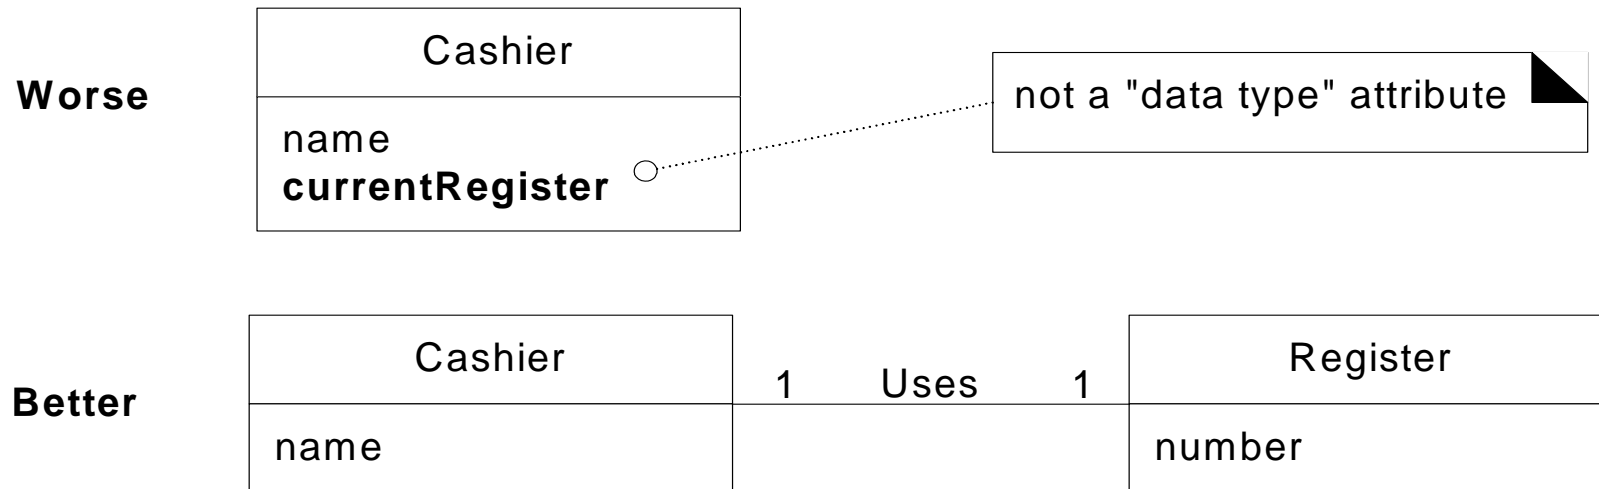 Worse
Cashier
name
currentRegister
not a "data type" attribute
Better
Cashier
name
1 Uses 1
Register
number